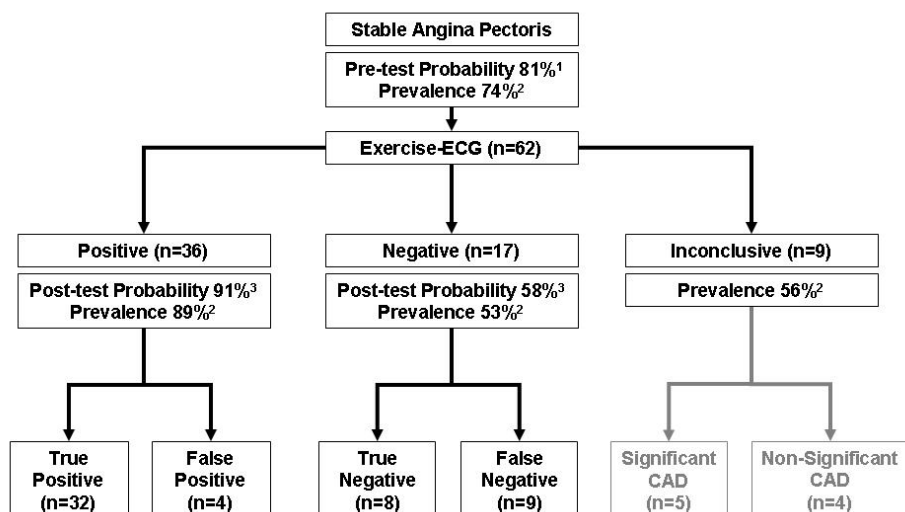 Stable Angina Pectoris
Pre-test Probability 81%¹
Prevalence 74%²
Exercise-ECG (n=62)
Positive (n=36)
Negative (n=17)
Inconclusive (n=9)
Post-test Probability 91%³
Prevalence 89%²
Post-test Probability 58%³
Prevalence 53%²
Prevalence 56%²
True
Positive
(n=32)
False
Positive
(n=4)
True
Negative
(n=8)
False
Negative
(n=9)
Significant
CAD
(n=5)
Non-Significant
CAD
(n=4)